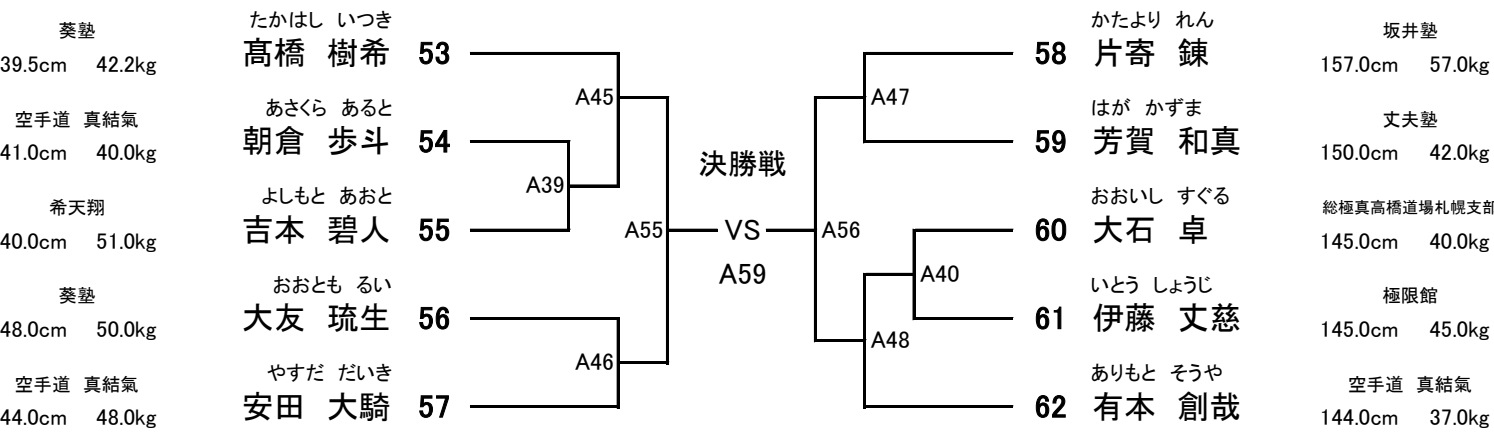 葵塾
39.5cm 42.2kg
たかはし いつき
髙橋 樹希 53
空手道 真結氣
41.0cm 40.0kg
あさくら あると
朝倉 歩斗 54
希天翔
40.0cm 51.0kg
よしもと あおと
吉本 碧人 55
葵塾
48.0cm 50.0kg
おおとも るい
大友 琉生 56
空手道 真結氣
44.0cm 48.0kg
やすだ だいき
安田 大騎 57
A45
A39
A55
A46
決勝戦
VS
A59
A47
A56
A40
A48
かたより れん
58 片寄 錬
坂井塾
157.0cm 57.0kg
はが かずま
59 芳賀 和真
丈夫塾
150.0cm 42.0kg
おおいし すぐる
60 大石 卓
総極真高橋道場札幌支部
145.0cm 40.0kg
いとう しょうじ
61 伊藤 丈慈
極限館
145.0cm 45.0kg
ありもと そうや
62 有本 創哉
空手道 真結氣
144.0cm 37.0kg